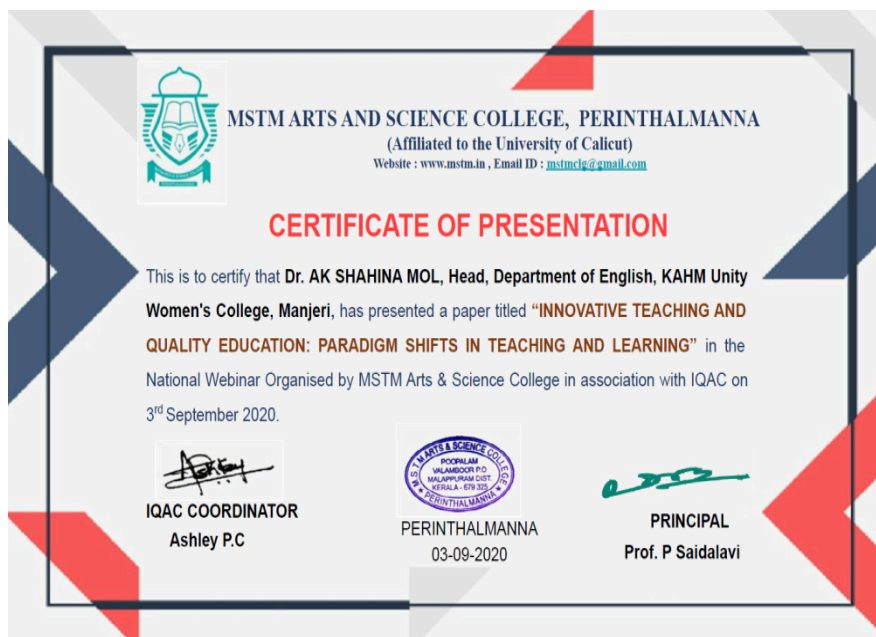 MSTM ARTS AND SCIENCE COLLEGE, PERINTHALMANNA
(Affiliated to the University of Calicut)
Website : www.mstm.in , Email ID : mstmclg@gmail.com
CERTIFICATE OF PRESENTATION
This is to certify that Dr. AK SHAHINA MOL, Head, Department of English, KAHM Unity
Women's College, Manjeri, has presented a paper titled “INNOVATIVE TEACHING AND
QUALITY EDUCATION: PARADIGM SHIFTS IN TEACHING AND LEARNING” in the
National Webinar Organised by MSTM Arts & Science College in association with IQAC on
3rd September 2020.
IQAC COORDINATOR
Ashley P.C
MSTM ARTS & SCIENCE COLLEGE
POOPALAM
VALAMBOOR P.O
MALAPPURAM DIST.
KERALA - 679 325
PERINTHALMANNA
PERINTHALMANNA
03-09-2020
PRINCIPAL
Prof. P Saidalavi